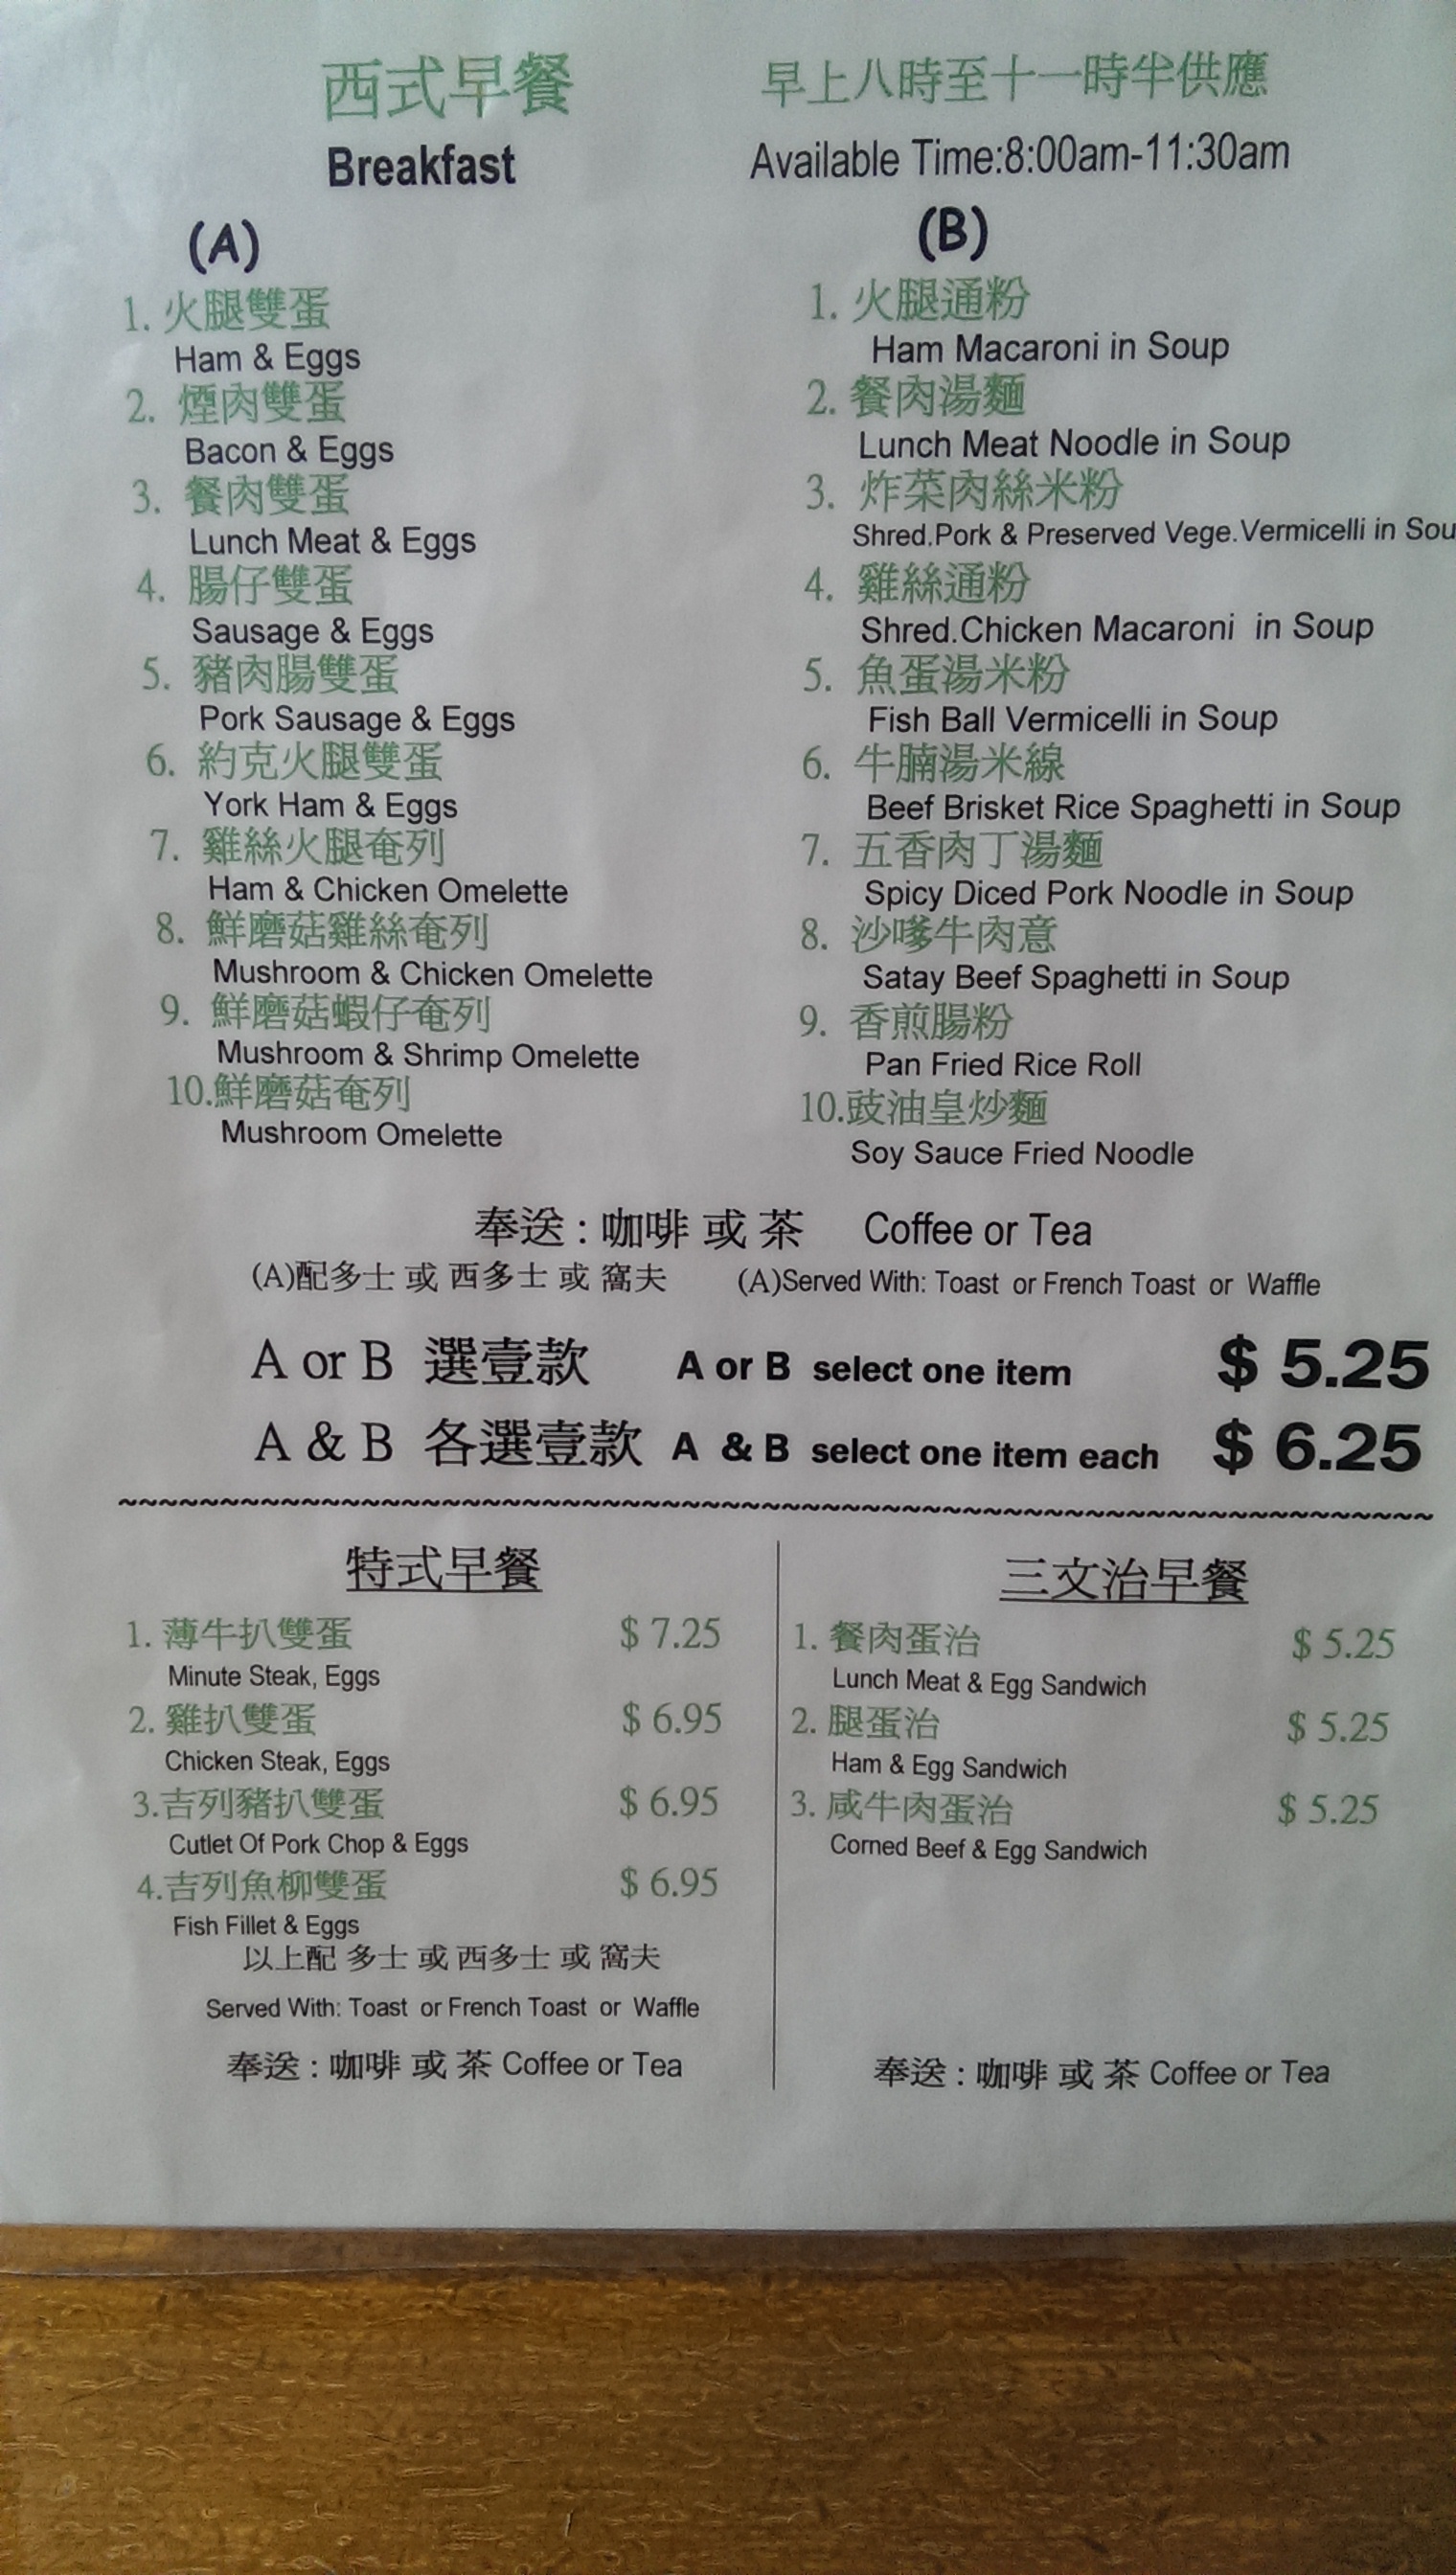 西式早餐 早上八時至十一時半供應
Breakfast Available Time:8:00am-11:30am
(A)
1. 火腿雙蛋
Ham & Eggs
2. 煙肉雙蛋
Bacon & Eggs
3. 餐肉雙蛋
Lunch Meat & Eggs
4. 腸仔雙蛋
Sausage & Eggs
5. 豬肉腸雙蛋
Pork Sausage & Eggs
6. 約克火腿雙蛋
York Ham & Eggs
7. 雞絲火腿奄列
Ham & Chicken Omelette
8. 鮮磨菇雞絲奄列
Mushroom & Chicken Omelette
9. 鮮磨菇蝦仔奄列
Mushroom & Shrimp Omelette
10.鮮磨菇奄列
Mushroom Omelette
(B)
1. 火腿通粉
Ham Macaroni in Soup
2. 餐肉湯麵
Lunch Meat Noodle in Soup
3. 炸菜肉絲米粉
Shred.Pork & Preserved Vege.Vermicelli in Sou
4. 雞絲通粉
Shred.Chicken Macaroni in Soup
5. 魚蛋湯米粉
Fish Ball Vermicelli in Soup
6. 牛腩湯米線
Beef Brisket Rice Spaghetti in Soup
7. 五香肉丁湯麵
Spicy Diced Pork Noodle in Soup
8. 沙嗲牛肉意
Satay Beef Spaghetti in Soup
9. 香煎腸粉
Pan Fried Rice Roll
10.豉油皇炒麵
Soy Sauce Fried Noodle
奉送 : 咖啡 或 茶 Coffee or Tea
(A)配多士 或 西多士 或 窩夫 (A)Served With: Toast or French Toast or Waffle
A or B 選壹款 A or B select one item $ 5.25
A & B 各選壹款 A & B select one item each $ 6.25
~~~~~~~~~~~~~~~~~~~~~~~~~~~~~~~~~~~~~~~~
特式早餐
1. 薄牛扒雙蛋 $ 7.25
Minute Steak, Eggs
2. 雞扒雙蛋 $ 6.95
Chicken Steak, Eggs
3.吉列豬扒雙蛋 $ 6.95
Cutlet Of Pork Chop & Eggs
4.吉列魚柳雙蛋 $ 6.95
Fish Fillet & Eggs
以上配 多士 或 西多士 或 窩夫
Served With: Toast or French Toast or Waffle
奉送 : 咖啡 或 茶 Coffee or Tea
三文治早餐
1. 餐肉蛋治 $ 5.25
Lunch Meat & Egg Sandwich
2. 腿蛋治 $ 5.25
Ham & Egg Sandwich
3. 咸牛肉蛋治 $ 5.25
Corned Beef & Egg Sandwich
奉送 : 咖啡 或 茶 Coffee or Tea